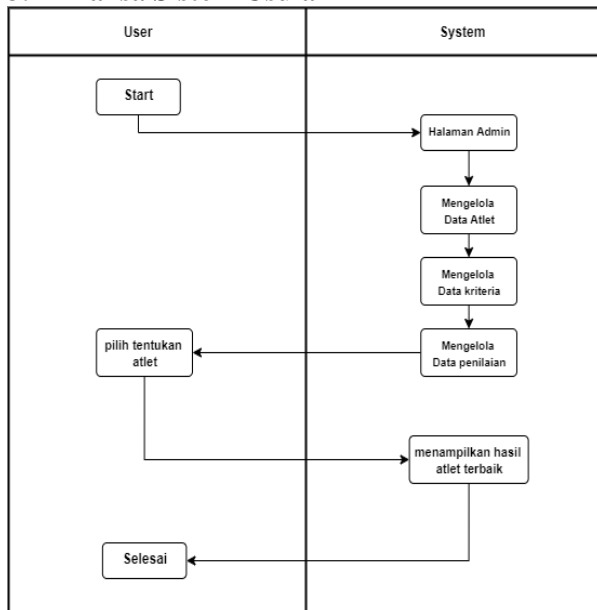 User
System
Start
Halaman Admin
Mengelola
Data Atlet
Mengelola
Data kriteria
Mengelola
Data penilaian
pilih tentukan
atlet
menampilkan hasil
atlet terbaik
Selesai